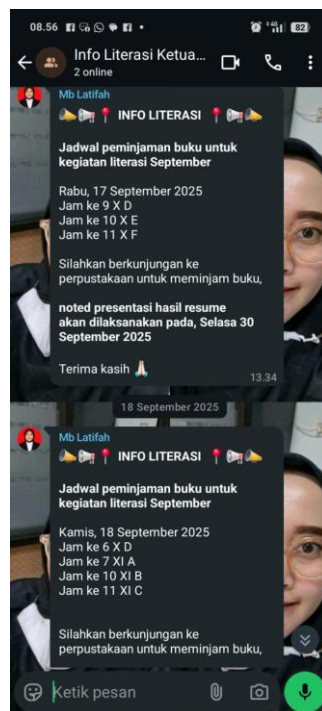 08.56
82
Info Literasi Ketua...
2 online
Mb Latifah
INFO LITERASI
Jadwal peminjaman buku untuk
kegiatan literasi September
Rabu, 17 September 2025
Jam ke 9 X D
Jam ke 10 X E
Jam ke 11 X F
Silahkan berkunjungan ke
perpustakaan untuk meminjam buku,
noted presentasi hasil resume
akan dilaksanakan pada, Selasa 30
September 2025
Terima kasih 🙏🏻
13.34
18 September 2025
Mb Latifah
INFO LITERASI
Jadwal peminjaman buku untuk
kegiatan literasi September
Kamis, 18 September 2025
Jam ke 6 X D
Jam ke 7 XI A
Jam ke 10 XI B
Jam ke 11 XI C
Silahkan berkunjungan ke
perpustakaan untuk meminjam buku,
Ketik pesan